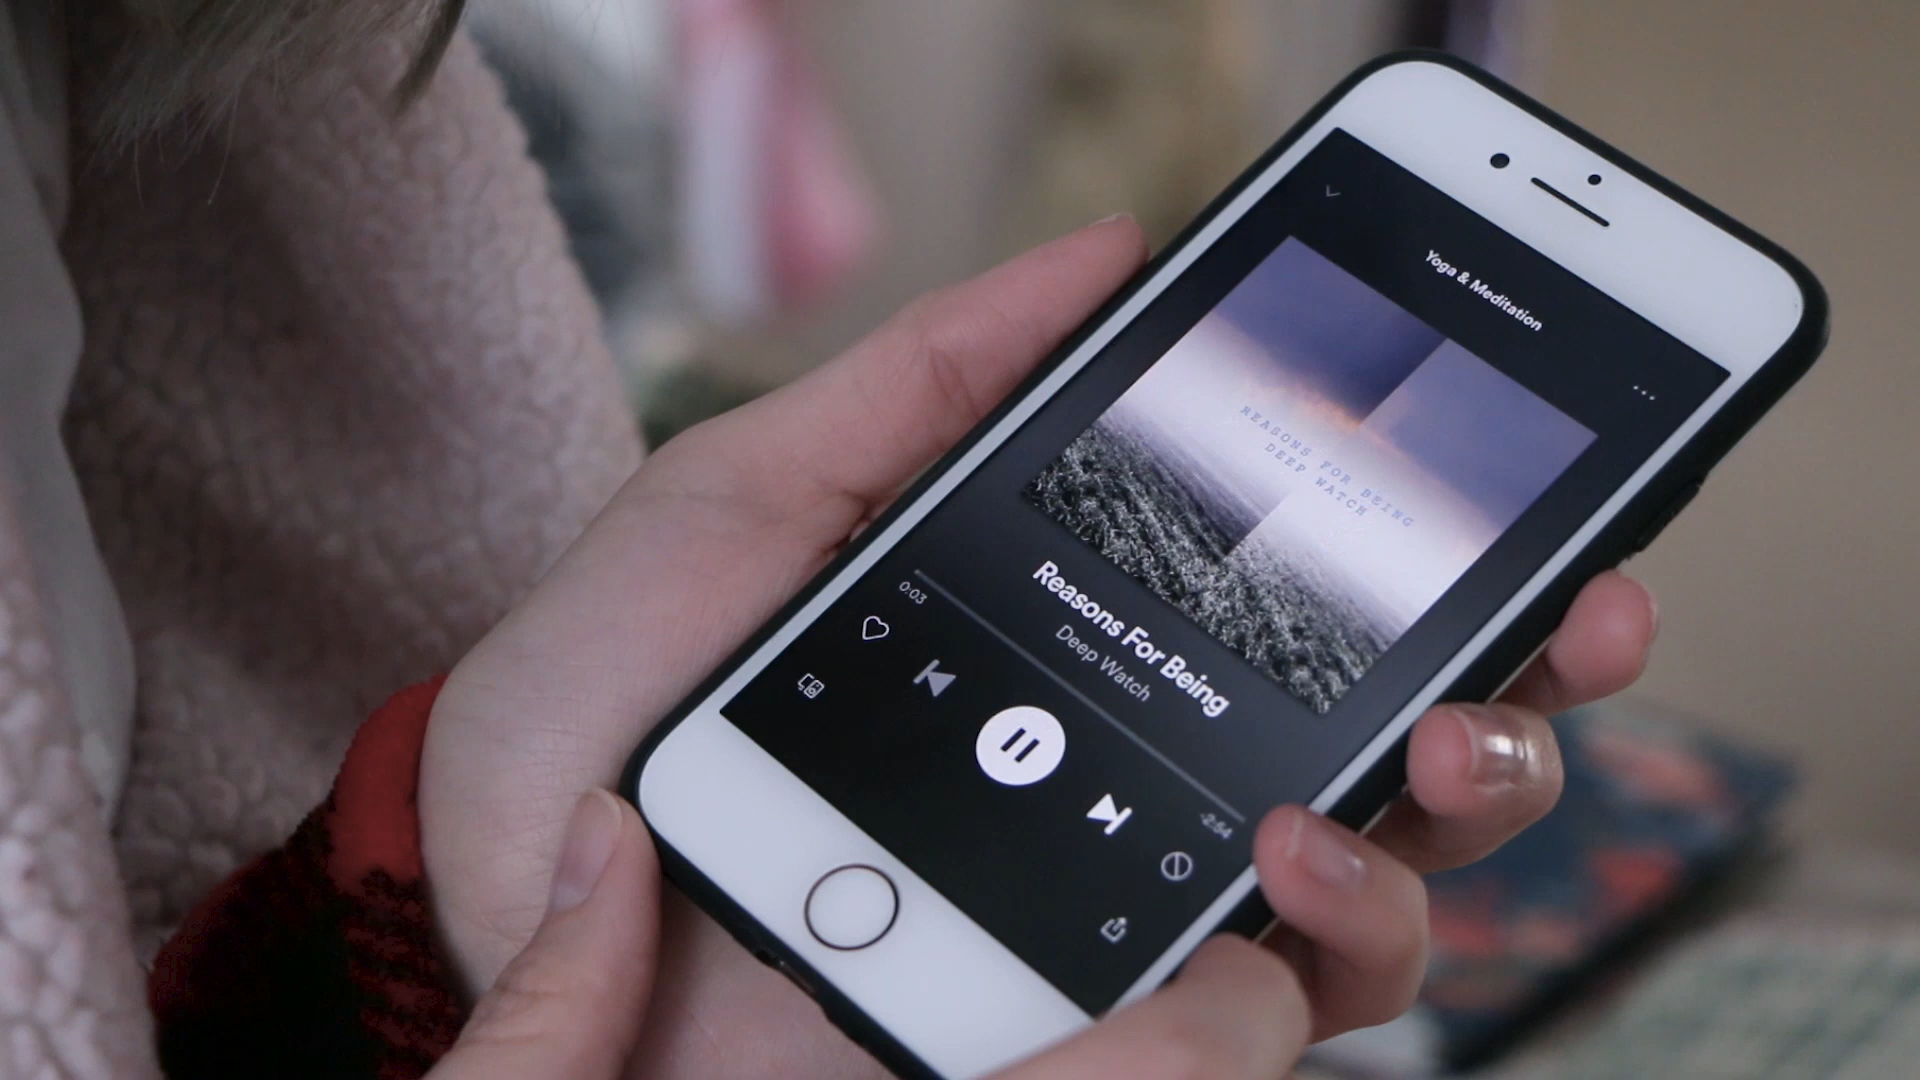 Yoga & Meditation
REASONS FOR BEING
DEEP WATCH
Reasons For Being
Deep Watch
0:03
-2:54